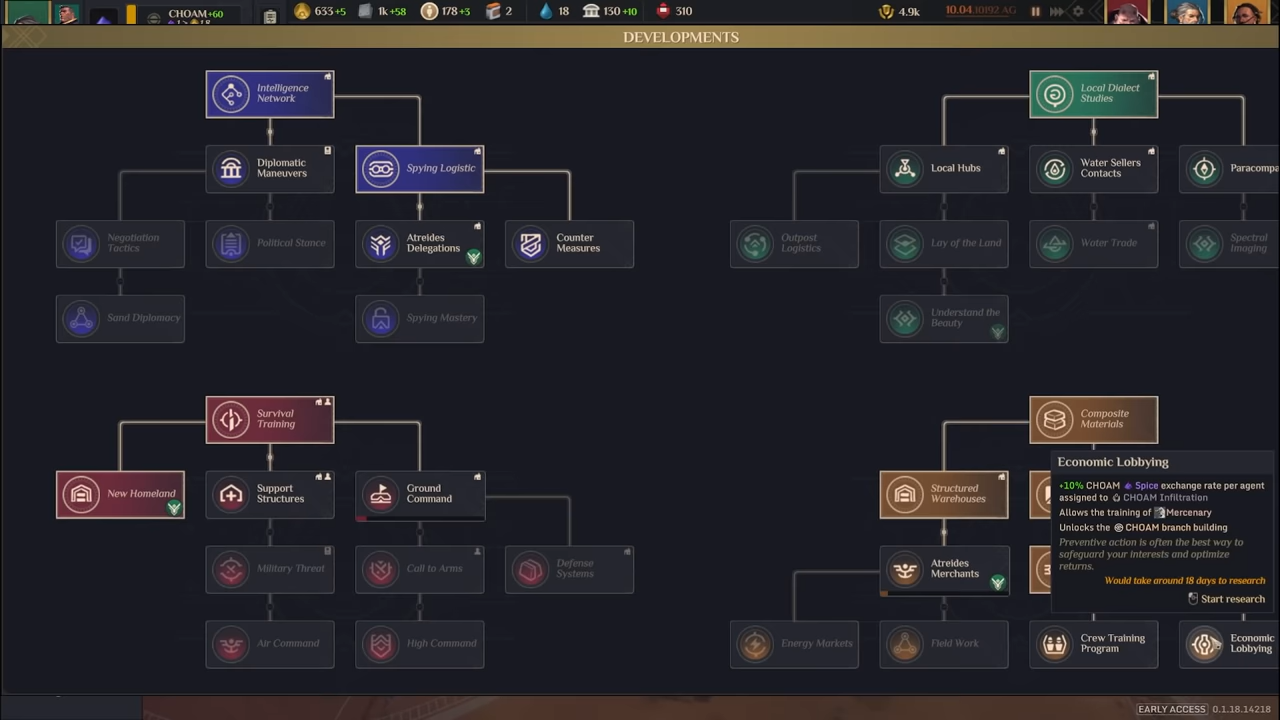 CHOAM+60
633+5
1k+58
178+3
2
18
130+10
310
4.9k
10.04.10192 AG
DEVELOPMENTS
Intelligence
Network
Local Dialect
Studies
Diplomatic
Maneuvers
Spying Logistic
Local Hubs
Water Sellers
Contacts
Paracompa
Negotiation
Tactics
Political Stance
Atreides
Delegations
Counter
Measures
Outpost
Logistics
Lay of the Land
Water Trade
Spectral
Imaging
Sand Diplomacy
Spying Mastery
Understand the
Beauty
Survival
Training
Composite
Materials
New Homeland
Support
Structures
Ground
Command
Structured
Warehouses
Economic Lobbying
+10% CHOAM Spice exchange rate per agent
assigned to CHOAM Infiltration
Allows the training of Mercenary
Unlocks the CHOAM branch building
Preventive action is often the best way to
safeguard your interests and optimize
returns.
Would take around 18 days to research
Start research
Military Threat
Call to Arms
Defense
Systems
Atreides
Merchants
Air Command
High Command
Energy Markets
Field Work
Crew Training
Program
Economic
Lobbying
EARLY ACCESS 0.1.18.14218